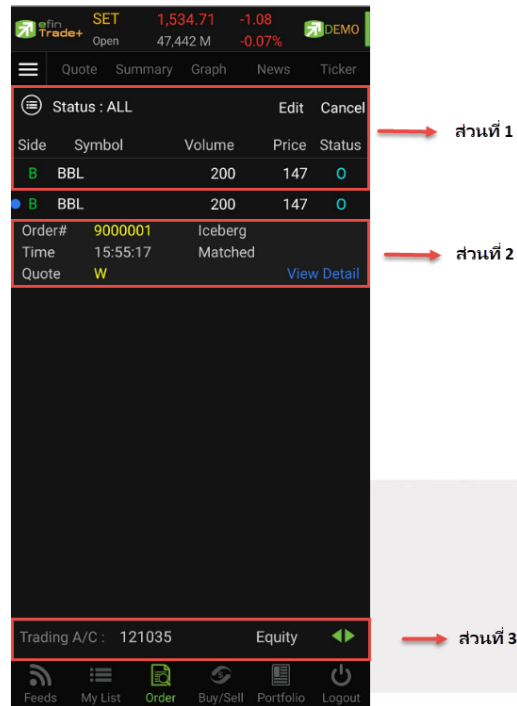 efin Trade+ SET 1,534.71 -1.08 DEMO
Open 47,442 M -0.07%
Quote Summary Graph News Ticker
Status : ALL Edit Cancel
Side Symbol Volume Price Status
B BBL 200 147 O
B BBL 200 147 O
Order# 9000001 Iceberg
Time 15:55:17 Matched
Quote W View Detail
Trading A/C : 121035 Equity
Feeds My List Order Buy/Sell Portfolio Logout
ส่วนที่ 1
ส่วนที่ 2
ส่วนที่ 3